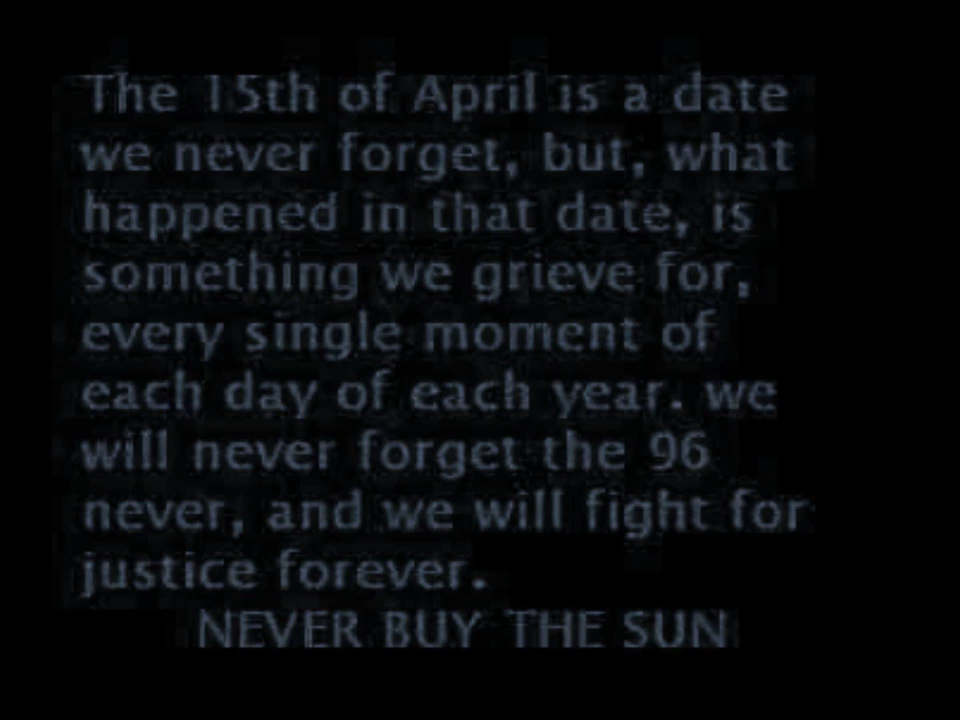 The 15th of April is a date
we never forget, but, what
happened in that date, is
something we grieve for,
every single moment of
each day of each year. we
will never forget the 96
never, and we will fight for
justice forever.
NEVER BUY THE SUN